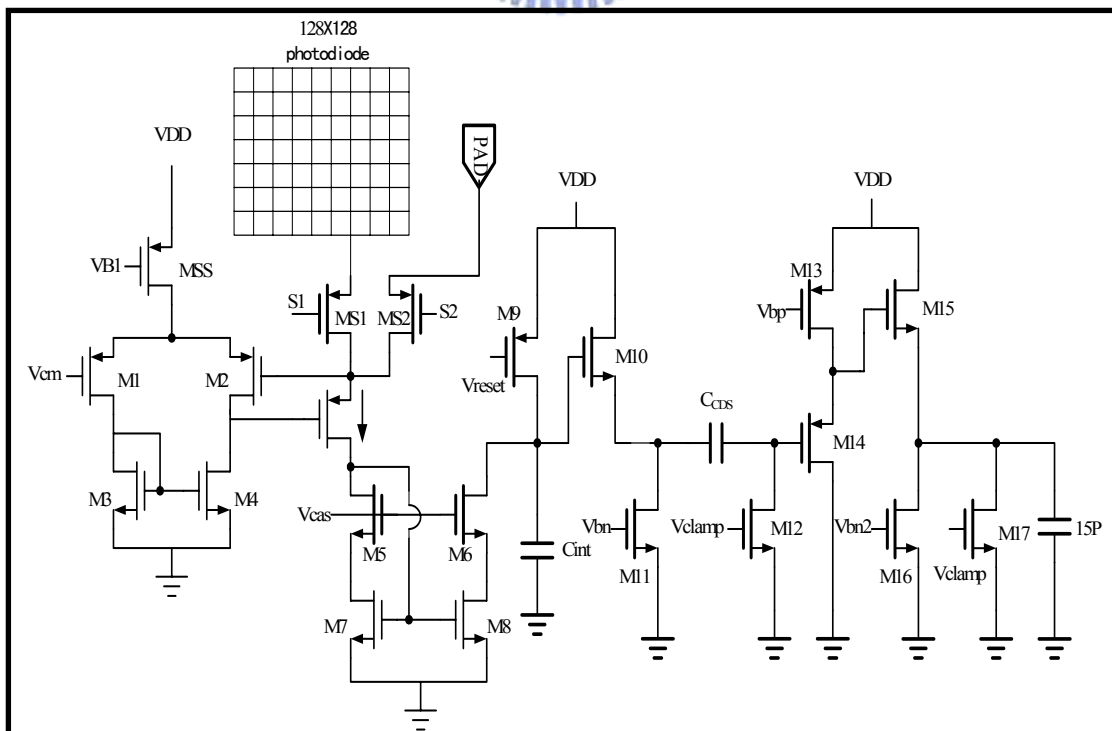 128X128
photodiode
VDD
PAD
VDD
VDD
VB1
MSS
S1
MS1
MS2
S2
M9
M13
Vbp
M15
Vcm
M1
M2
M10
Vreset
CCDS
M14
M3
M4
Vcas
M5
M6
Cint
Vbn
M11
Vclamp
M12
Vbn2
M16
M17
Vclamp
15P
M7
M8